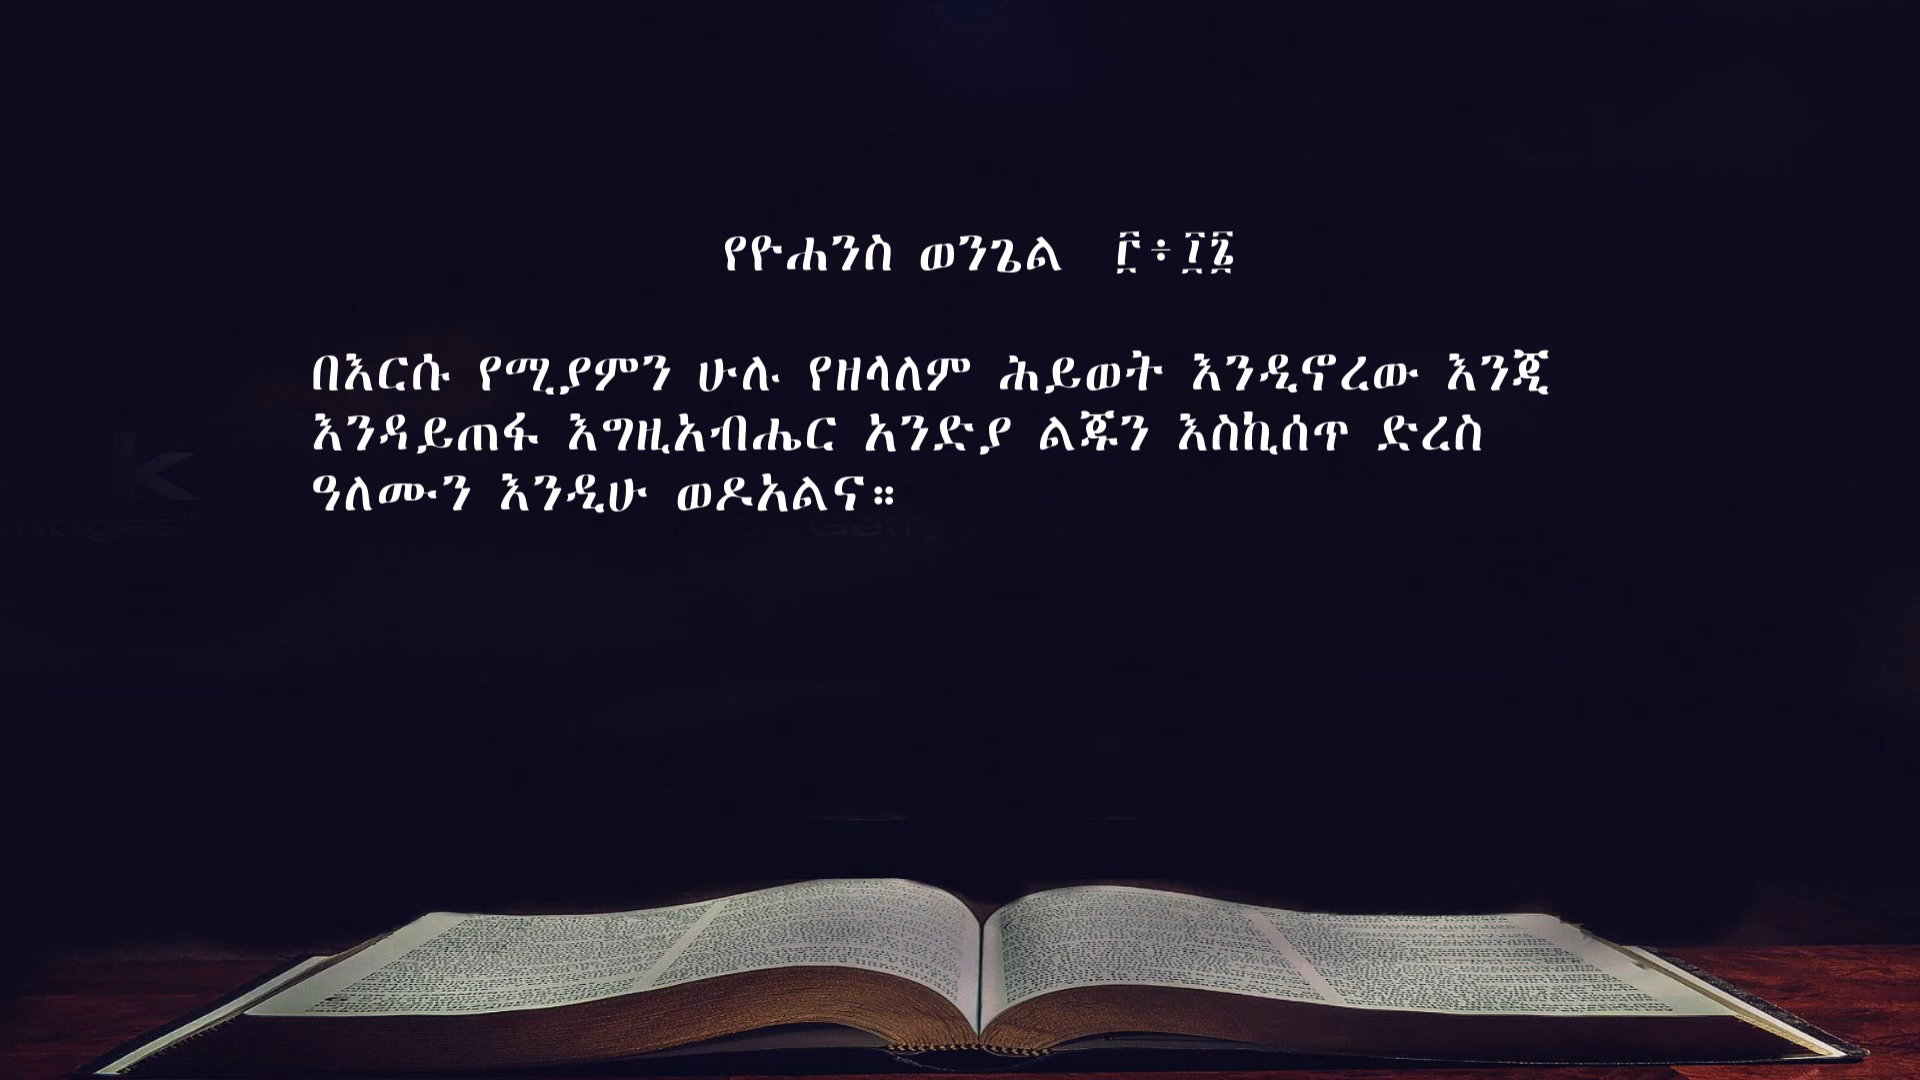 የዮሐንስ ወንጌል ፫፥፲፮
በእርሱ የሚያምን ሁሉ የዘላለም ሕይወት እንዲኖረው እንጂ
እንዳይጠፋ እግዚአብሔር አንድያ ልጁን እስኪሰጥ ድረስ
ዓለሙን እንዲሁ ወዶአልና።